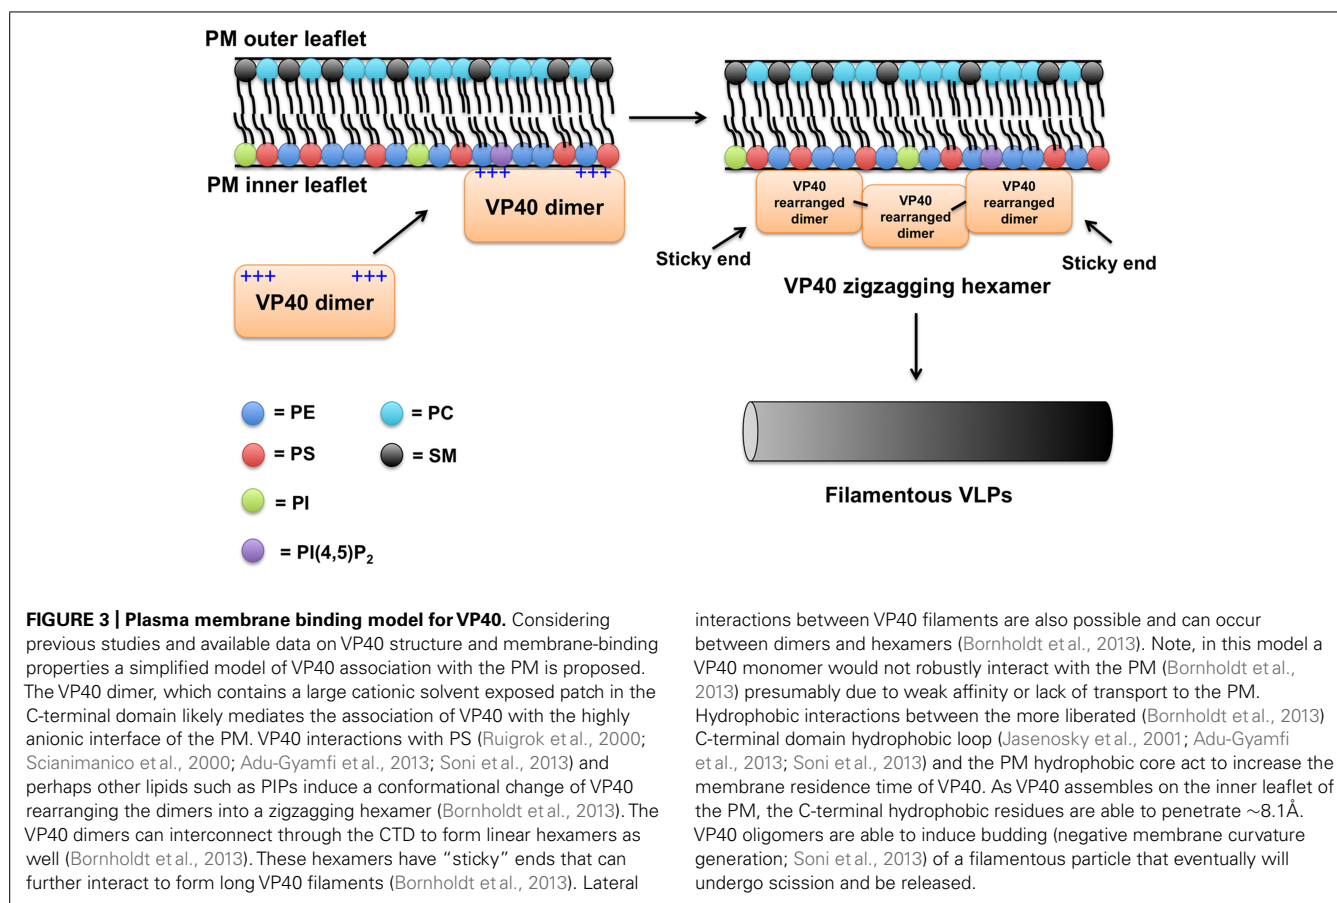 PM outer leaflet
PM inner leaflet
+++ +++
VP40 dimer
+++ +++
VP40 dimer
VP40
rearranged
dimer
VP40
rearranged
dimer
VP40
rearranged
dimer
Sticky end
Sticky end
VP40 zigzagging hexamer
Filamentous VLPs
= PE
= PC
= PS
= SM
= PI
= PI(4,5)P2
FIGURE 3 | Plasma membrane binding model for VP40. Considering
previous studies and available data on VP40 structure and membrane-binding
properties a simplified model of VP40 association with the PM is proposed.
The VP40 dimer, which contains a large cationic solvent exposed patch in the
C-terminal domain likely mediates the association of VP40 with the highly
anionic interface of the PM. VP40 interactions with PS (Ruigrok et al., 2000;
Scianimanico et al., 2000; Adu-Gyamfi et al., 2013; Soni et al., 2013) and
perhaps other lipids such as PIPs induce a conformational change of VP40
rearranging the dimers into a zigzagging hexamer (Bornholdt et al., 2013). The
VP40 dimers can interconnect through the CTD to form linear hexamers as
well (Bornholdt et al., 2013). These hexamers have “sticky” ends that can
further interact to form long VP40 filaments (Bornholdt et al., 2013). Lateral
interactions between VP40 filaments are also possible and can occur
between dimers and hexamers (Bornholdt et al., 2013). Note, in this model a
VP40 monomer would not robustly interact with the PM (Bornholdt et al.,
2013) presumably due to weak affinity or lack of transport to the PM.
Hydrophobic interactions between the more liberated (Bornholdt et al., 2013)
C-terminal domain hydrophobic loop (Jasenosky et al., 2001; Adu-Gyamfi
et al., 2013; Soni et al., 2013) and the PM hydrophobic core act to increase the
membrane residence time of VP40. As VP40 assembles on the inner leaflet of
the PM, the C-terminal hydrophobic residues are able to penetrate ∼8.1Å.
VP40 oligomers are able to induce budding (negative membrane curvature
generation; Soni et al., 2013) of a filamentous particle that eventually will
undergo scission and be released.